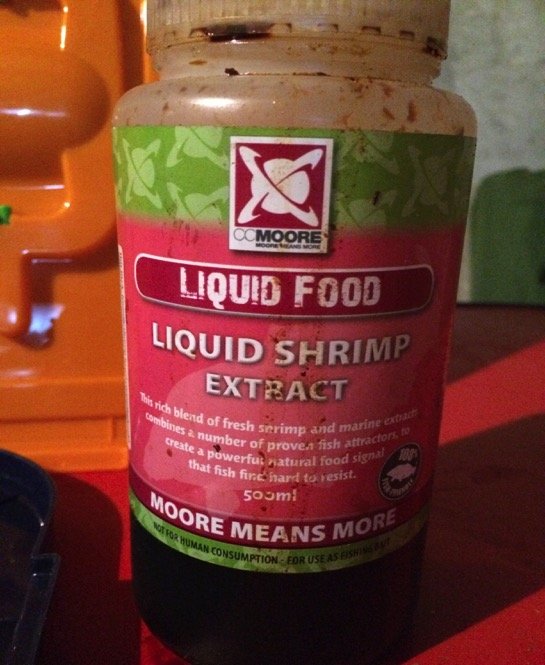 CCMOORE
MOORE MEANS MORE
LIQUID FOOD
LIQUID SHRIMP
EXTRACT
This rich blend of fresh shrimp and marine extracts
combines a number of proven fish attractors, to
create a powerful natural food signal
that fish find hard to resist.
500ml
100%
MOORE MEANS MORE
NOT FOR HUMAN CONSUMPTION - FOR USE AS FISHING BAIT